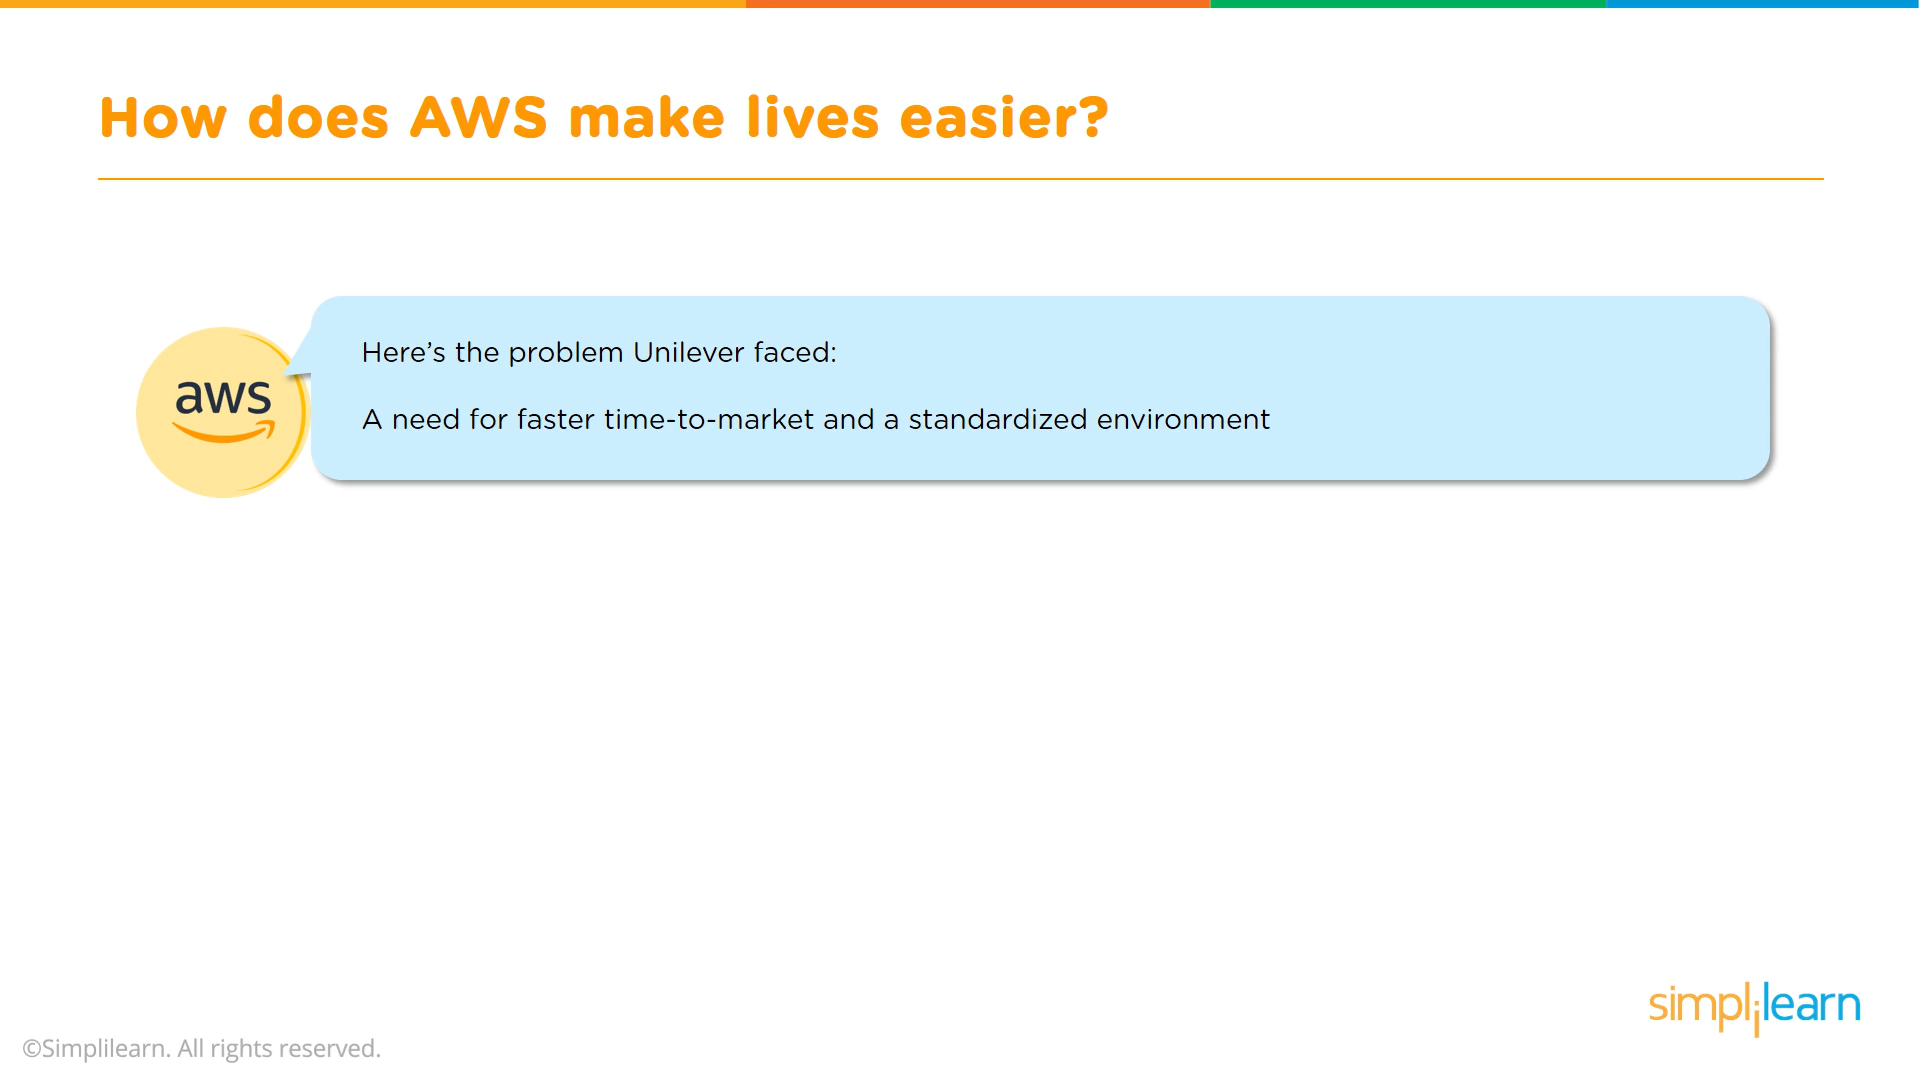 How does AWS make lives easier?
aws
Here’s the problem Unilever faced:
A need for faster time-to-market and a standardized environment
simplilearn
©Simplilearn. All rights reserved.